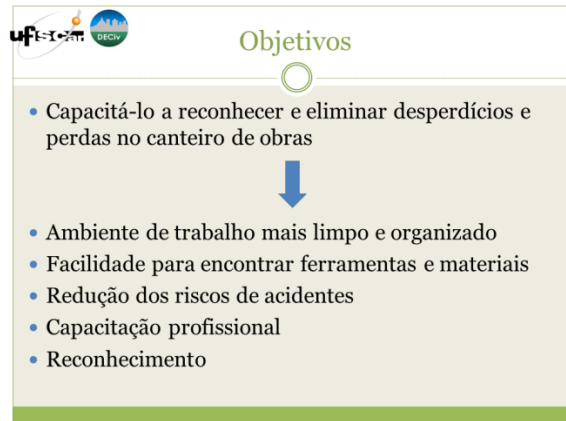 ufscar
DECiv
Objetivos
Capacitá-lo a reconhecer e eliminar desperdícios e
perdas no canteiro de obras
Ambiente de trabalho mais limpo e organizado
Facilidade para encontrar ferramentas e materiais
Redução dos riscos de acidentes
Capacitação profissional
Reconhecimento